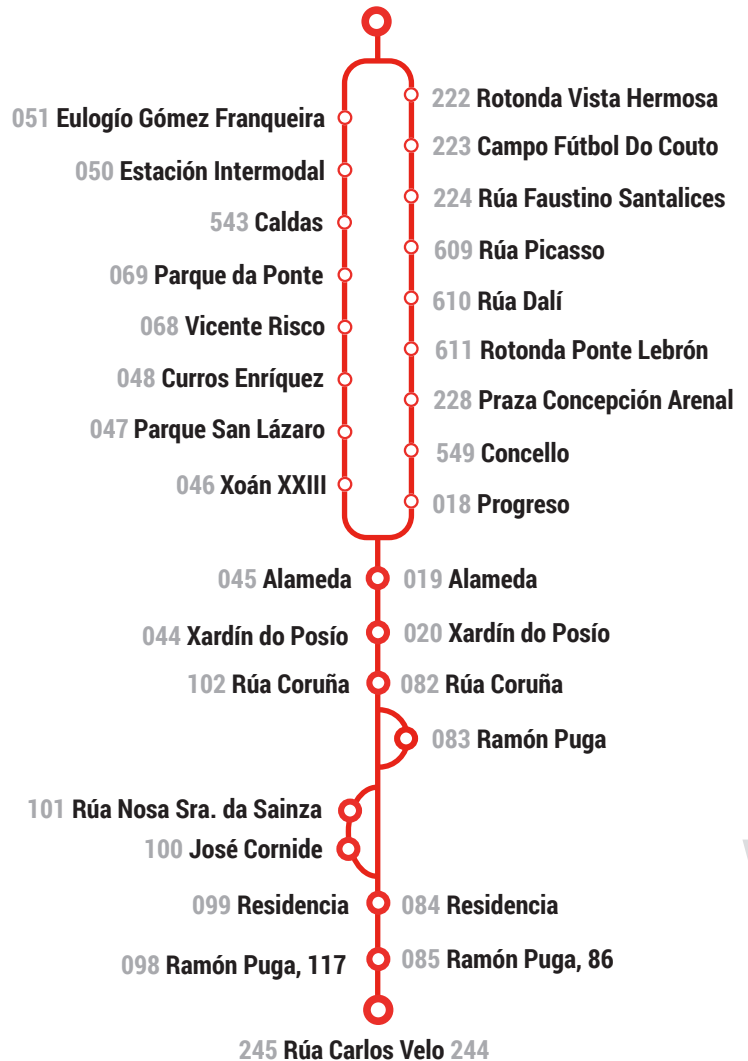 222 Rotonda Vista Hermosa
051 Eulogío Gómez Franqueira
223 Campo Fútbol Do Couto
050 Estación Intermodal
224 Rúa Faustino Santalices
543 Caldas
609 Rúa Picasso
069 Parque da Ponte
610 Rúa Dalí
068 Vicente Risco
611 Rotonda Ponte Lebrón
048 Curros Enríquez
228 Praza Concepción Arenal
047 Parque San Lázaro
549 Concello
046 Xoán XXIII
018 Progreso
045 Alameda 019 Alameda
044 Xardín do Posío 020 Xardín do Posío
102 Rúa Coruña 082 Rúa Coruña
083 Ramón Puga
101 Rúa Nosa Sra. da Sainza
100 José Cornide
099 Residencia 084 Residencia
098 Ramón Puga, 117 085 Ramón Puga, 86
245 Rúa Carlos Velo 244